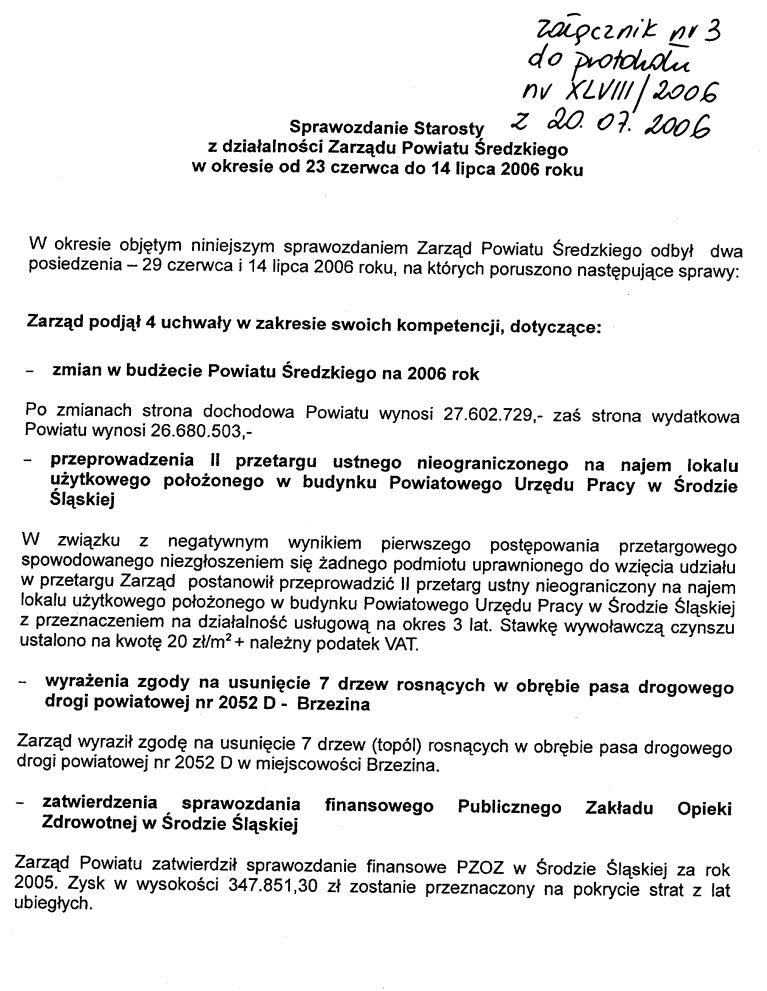 załącznik nr 3
do protokołu
nr XLVIII/2006
z 20.07.2006
Sprawozdanie Starosty
z działalności Zarządu Powiatu Średzkiego
w okresie od 23 czerwca do 14 lipca 2006 roku
W okresie objętym niniejszym sprawozdaniem Zarząd Powiatu Średzkiego odbył dwa
posiedzenia – 29 czerwca i 14 lipca 2006 roku, na których poruszono następujące sprawy:
Zarząd podjął 4 uchwały w zakresie swoich kompetencji, dotyczące:
- zmian w budżecie Powiatu Średzkiego na 2006 rok
Po zmianach strona dochodowa Powiatu wynosi 27.602.729,- zaś strona wydatkowa
Powiatu wynosi 26.680.503,-
- przeprowadzenia II przetargu ustnego nieograniczonego na najem lokalu
użytkowego położonego w budynku Powiatowego Urzędu Pracy w Środzie
Śląskiej
W związku z negatywnym wynikiem pierwszego postępowania przetargowego
spowodowanego niezgłoszeniem się żadnego podmiotu uprawnionego do wzięcia udziału
w przetargu Zarząd postanowił przeprowadzić II przetarg ustny nieograniczony na najem
lokalu użytkowego położonego w budynku Powiatowego Urzędu Pracy w Środzie Śląskiej
z przeznaczeniem na działalność usługową na okres 3 lat. Stawkę wywoławczą czynszu
ustalono na kwotę 20 zł/m² + należny podatek VAT.
- wyrażenia zgody na usunięcie 7 drzew rosnących w obrębie pasa drogowego
drogi powiatowej nr 2052 D - Brzezina
Zarząd wyraził zgodę na usunięcie 7 drzew (topól) rosnących w obrębie pasa drogowego
drogi powiatowej nr 2052 D w miejscowości Brzezina.
- zatwierdzenia sprawozdania finansowego Publicznego Zakładu Opieki
Zdrowotnej w Środzie Śląskiej
Zarząd Powiatu zatwierdził sprawozdanie finansowe PZOZ w Środzie Śląskiej za rok
2005. Zysk w wysokości 347.851,30 zł zostanie przeznaczony na pokrycie strat z lat
ubiegłych.